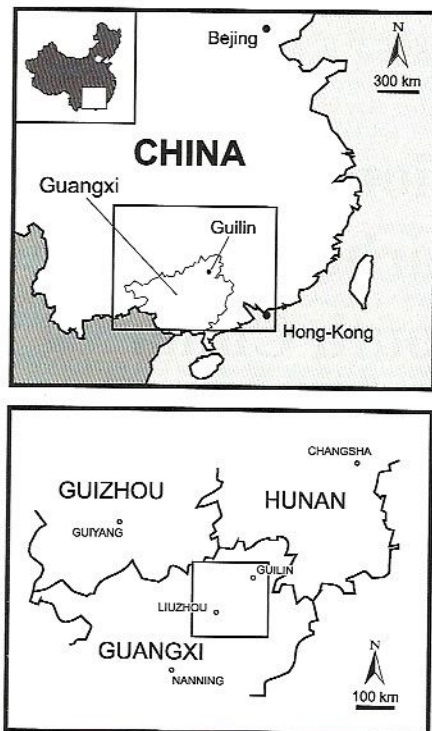 Bejing
N
300 km
CHINA
Guangxi
Guilin
Hong-Kong
CHANGSHA
GUIZHOU
HUNAN
GUIYANG
GUILIN
LIUZHOU
GUANGXI
N
NANNING
100 km